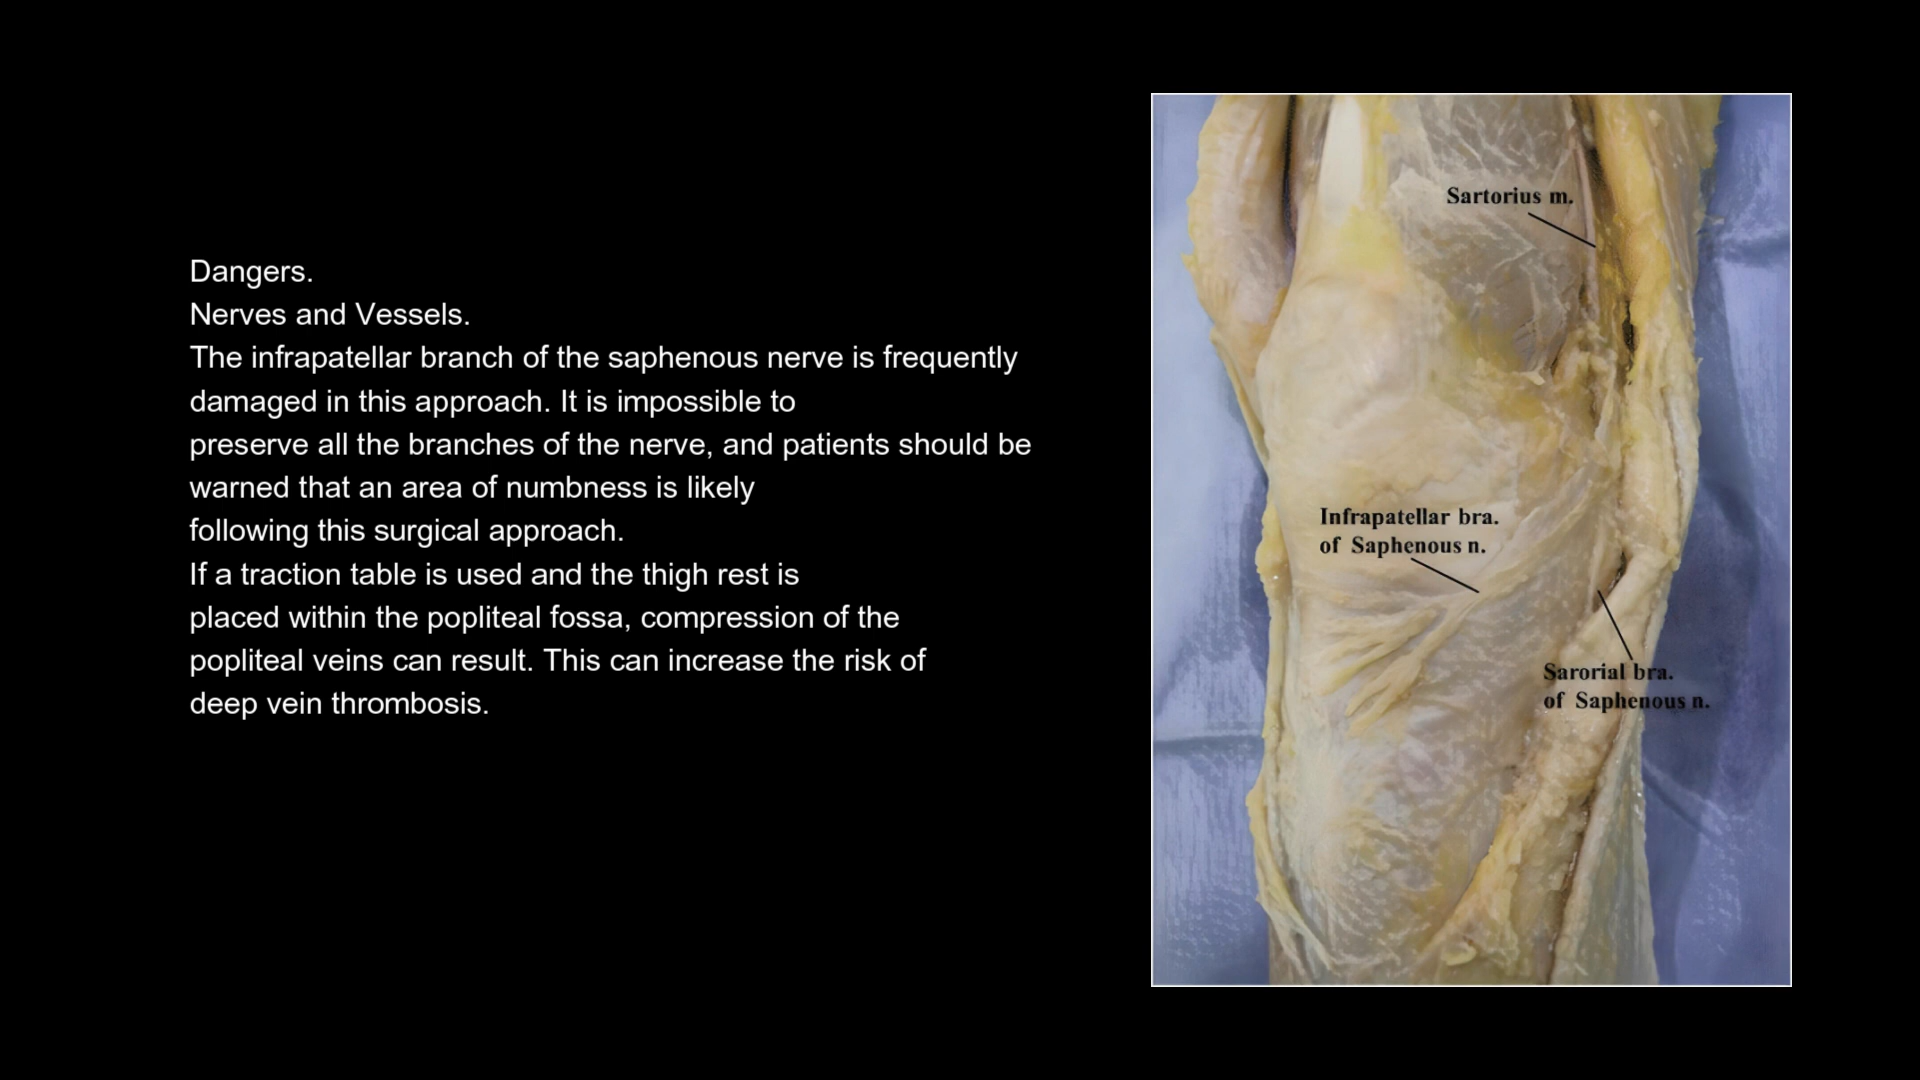 Dangers.
Nerves and Vessels.
The infrapatellar branch of the saphenous nerve is frequently
damaged in this approach. It is impossible to
preserve all the branches of the nerve, and patients should be
warned that an area of numbness is likely
following this surgical approach.
If a traction table is used and the thigh rest is
placed within the popliteal fossa, compression of the
popliteal veins can result. This can increase the risk of
deep vein thrombosis.
Sartorius m.
Infrapatellar bra.
of Saphenous n.
Sarorial bra.
of Saphenous n.